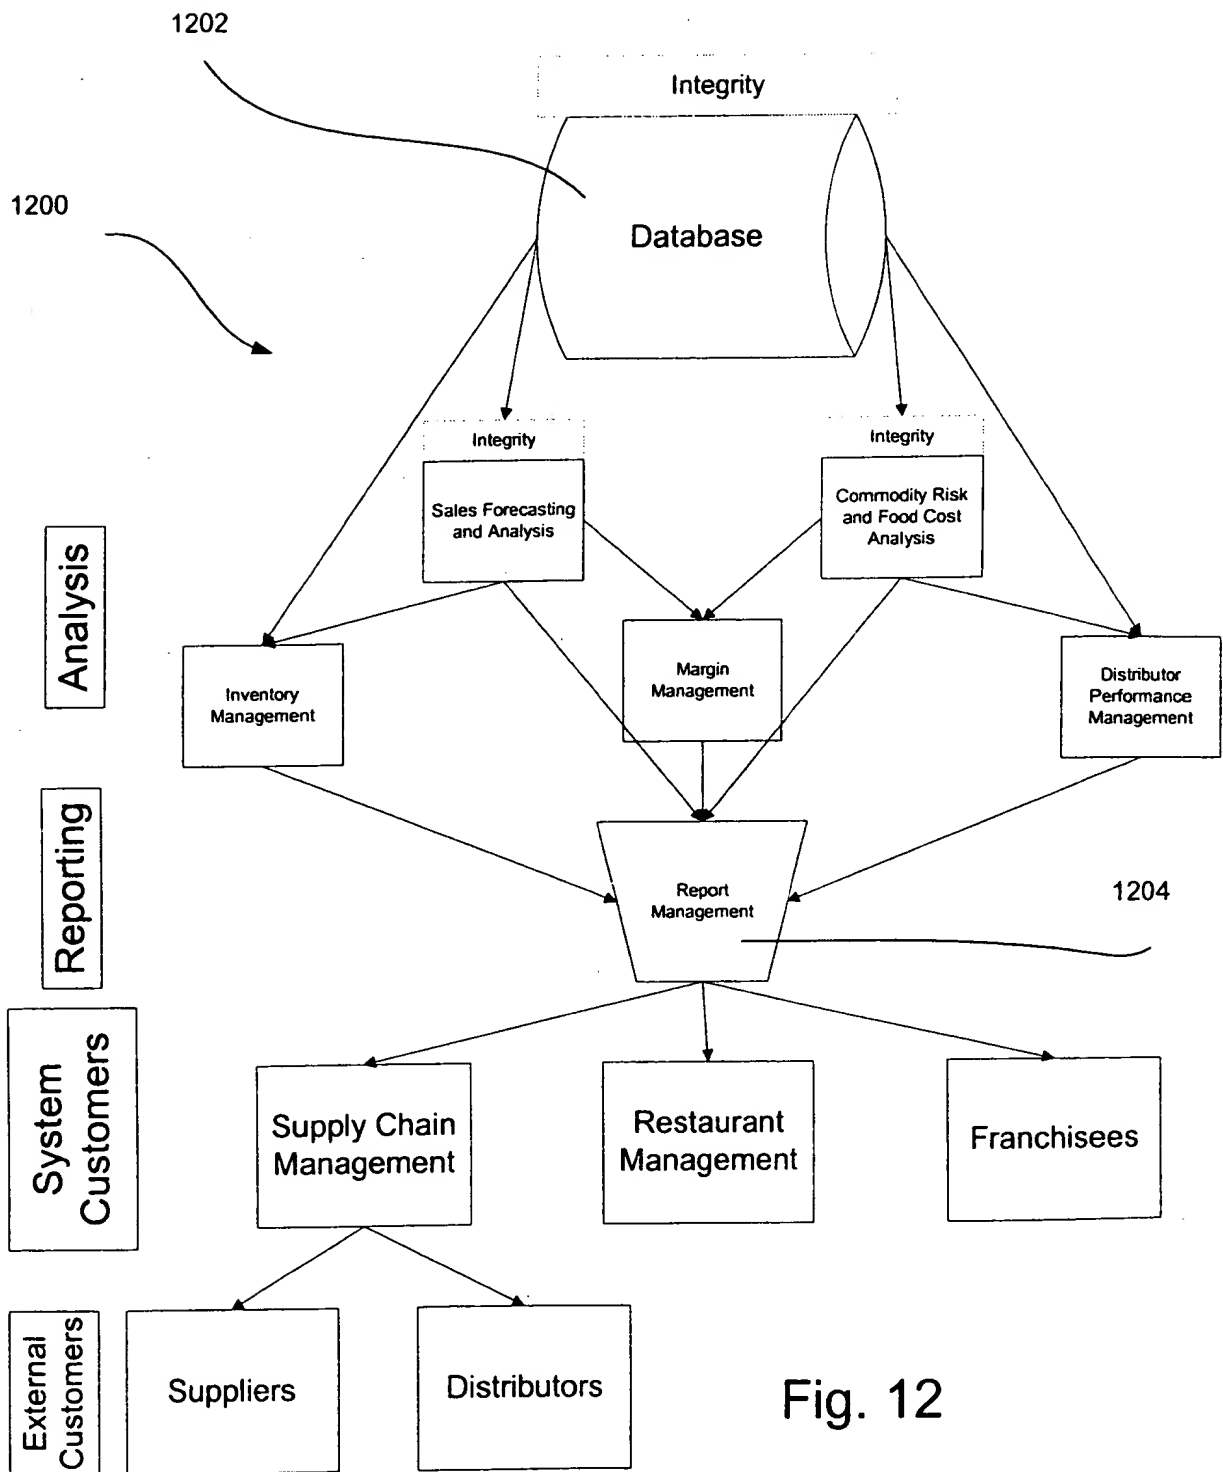 1202
Integrity
1200
Database
Integrity
Integrity
Sales Forecasting
and Analysis
Commodity Risk
and Food Cost
Analysis
Analysis
Margin
Management
Inventory
Management
Distributor
Performance
Management
Reporting
Report
Management
1204
System
Customers
Supply Chain
Management
Restaurant
Management
Franchisees
External
Customers
Suppliers
Distributors
Fig. 12